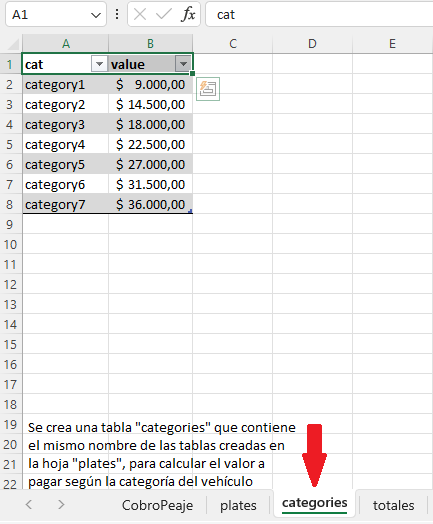 A1 fx cat
A B C D E
1 cat value
2 category1 $ 9.000,00
3 category2 $ 14.500,00
4 category3 $ 18.000,00
5 category4 $ 22.500,00
6 category5 $ 27.000,00
7 category6 $ 31.500,00
8 category7 $ 36.000,00
9
10
11
12
13
14
15
16
17
18
19 Se crea una tabla "categories" que contiene
20 el mismo nombre de las tablas creadas en
21 la hoja "plates", para calcular el valor a
22 pagar según la categoría del vehículo
CobroPeaje plates categories totales